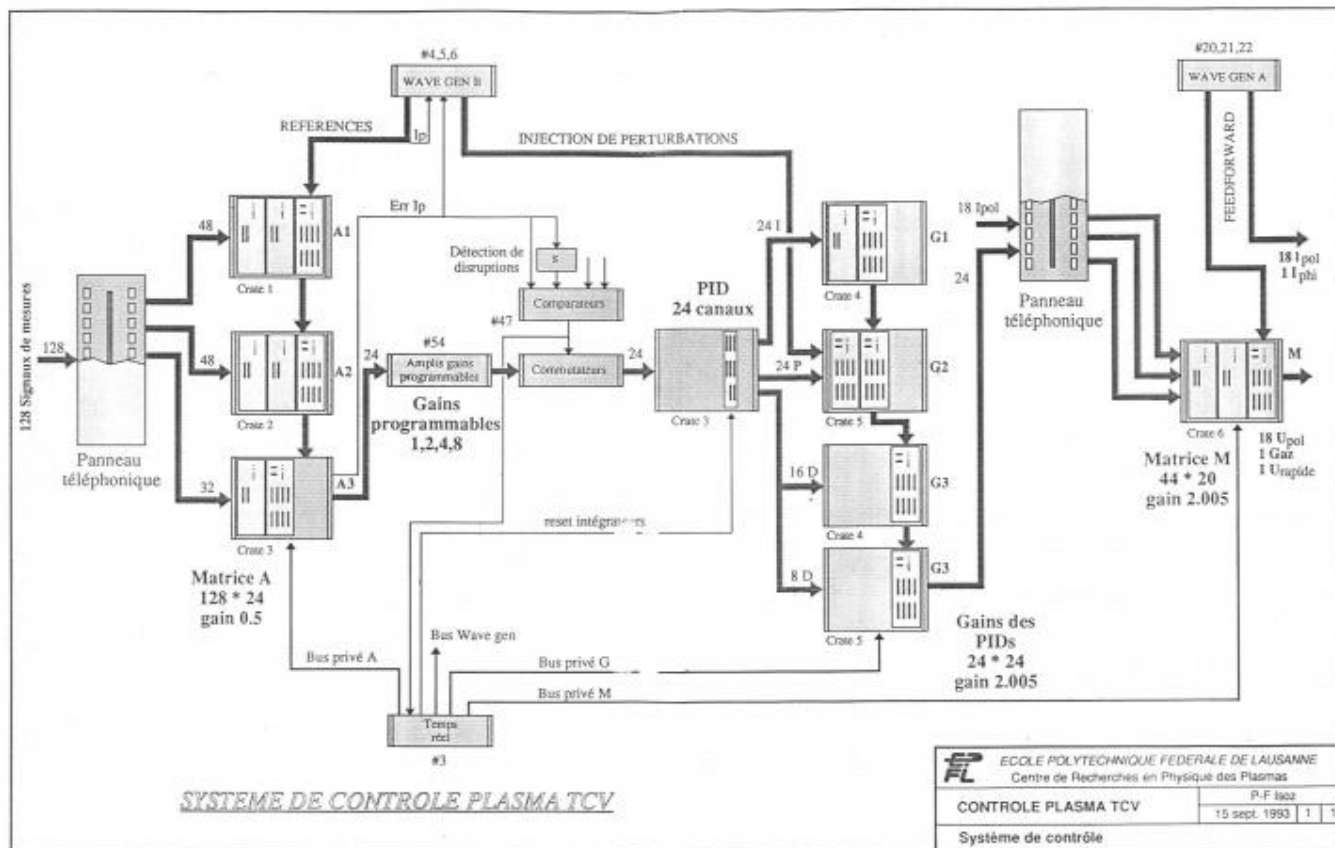 #4,5,6
WAVE GEN B
REFERENCES
Ip
INJECTION DE PERTURBATIONS
#20,21,22
WAVE GEN A
FEEDFORWARD
18 Ipol
1 Iphi
128 Signaux de mesures
128
Panneau
téléphonique
48
48
32
A1
Crate 1
A2
Crate 2
A3
Crate 3
Matrice A
128 * 24
gain 0.5
Err Ip
Détection de
disruptions
S
Comparateurs
#47
24
#54
Amplis gains
programmables
Gains
programmables
1,2,4,8
Commutateurs
24
PID
24 canaux
Crate 3
24 I
24 P
16 D
8 D
G1
Crate 4
G2
Crate 5
G3
Crate 4
G3
Crate 5
Gains des
PIDs
24 * 24
gain 2.005
18 Ipol
24
Panneau
téléphonique
M
Crate 6
Matrice M
44 * 20
gain 2.005
18 Upol
1 Gaz
1 Urapide
reset intégrateurs
Bus Wave gen
Bus privé A
Bus privé G
Bus privé M
Temps
réel
#3
SYSTEME DE CONTROLE PLASMA TCV
EPFL
ECOLE POLYTECHNIQUE FEDERALE DE LAUSANNE
Centre de Recherches en Physique des Plasmas
CONTROLE PLASMA TCV
P-F Isoz
15 sept. 1993 1 1
Système de contrôle